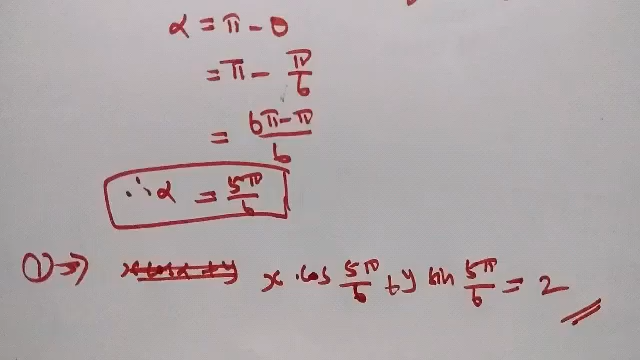 α = π - θ
= π - π/6
= 6π-π/6
∴ α = 5π/6
①→) x cos 5π/6 + y sin 5π/6 = 2